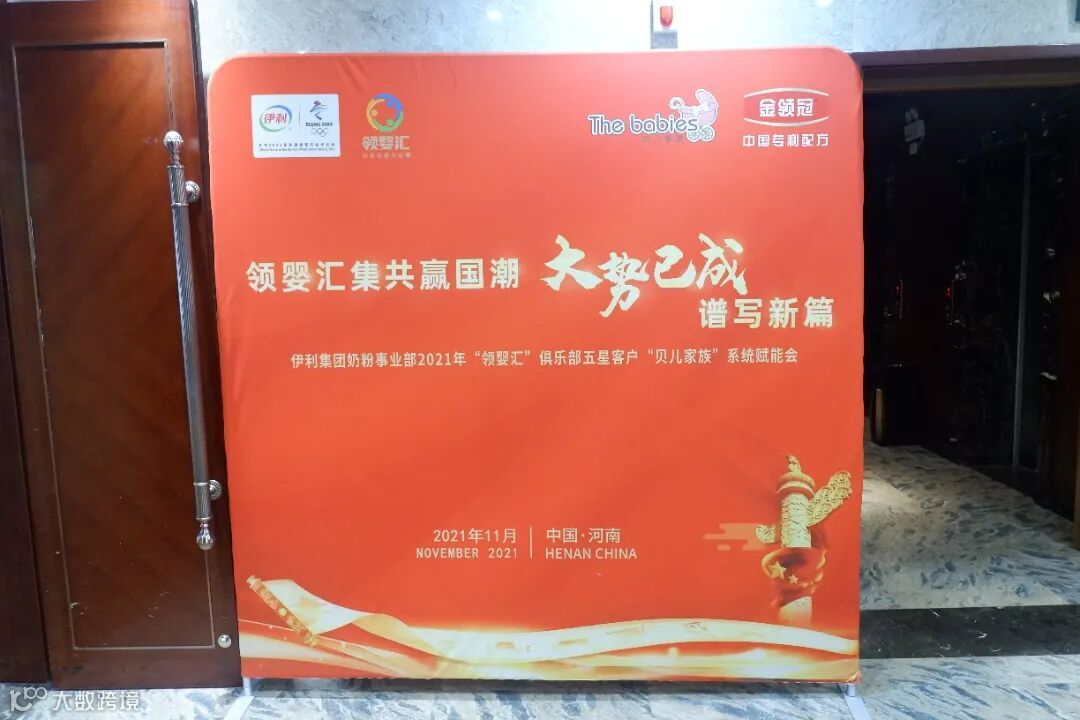 伊利
BEIJING 2022
领婴汇
The babies
金领冠
中国专利配方
领婴汇集共赢国潮 大势已成
谱写新篇
伊利集团奶粉事业部2021年“领婴汇”俱乐部五星客户“贝儿家族”系统赋能会
2021年11月 中国·河南
NOVEMBER 2021 HENAN CHINA
大数跨境